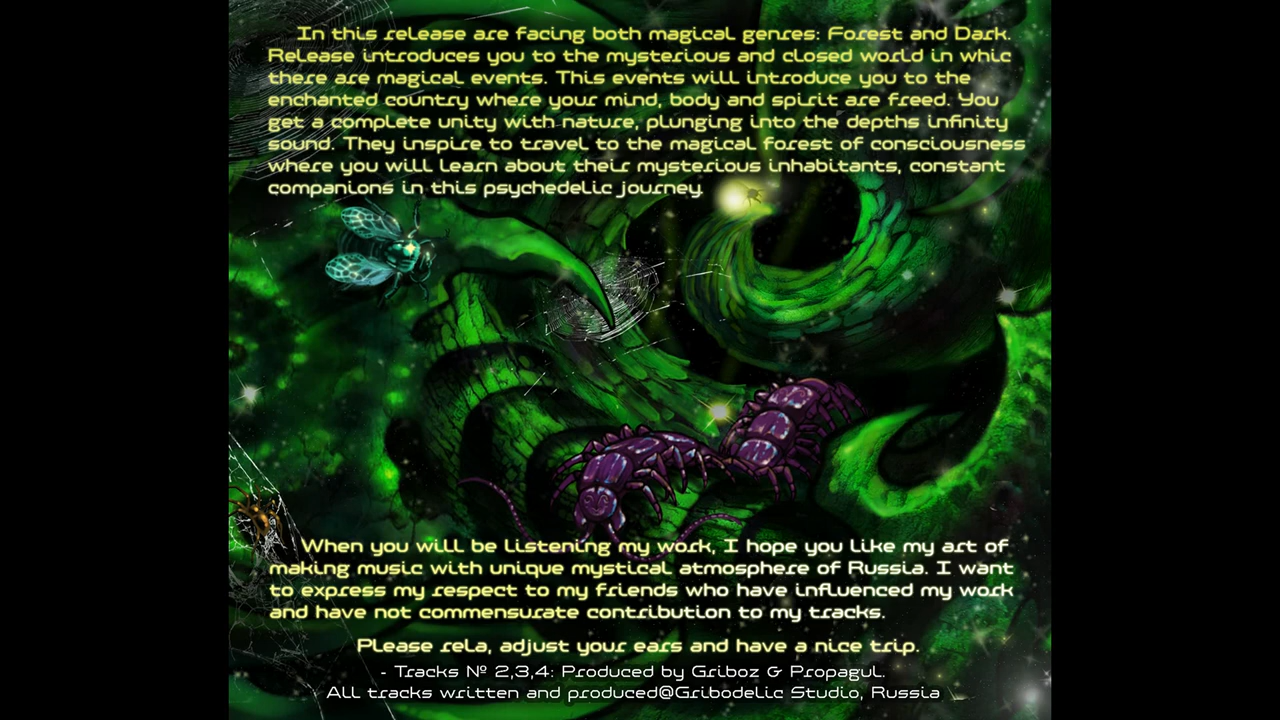 In this release are facing both magical genres: Forest and Dark.
Release introduces you to the mysterious and closed world in whic
there are magical events. This events will introduce you to the
enchanted country where your mind, body and spirit are freed. You
get a complete unity with nature, plunging into the depths infinity
sound. They inspire to travel to the magical forest of consciousness
where you will learn about their mysterious inhabitants, constant
companions in this psychedelic journey.
When you will be listening my work, I hope you like my art of
making music with unique mystical atmosphere of Russia. I want
to express my respect to my friends who have influenced my work
and have not commensurate contribution to my tracks.
Please rela, adjust your ears and have a nice trip.
- Tracks № 2,3,4: Produced by Griboz & Propagul.
All tracks written and produced@Gribodelic Studio, Russia